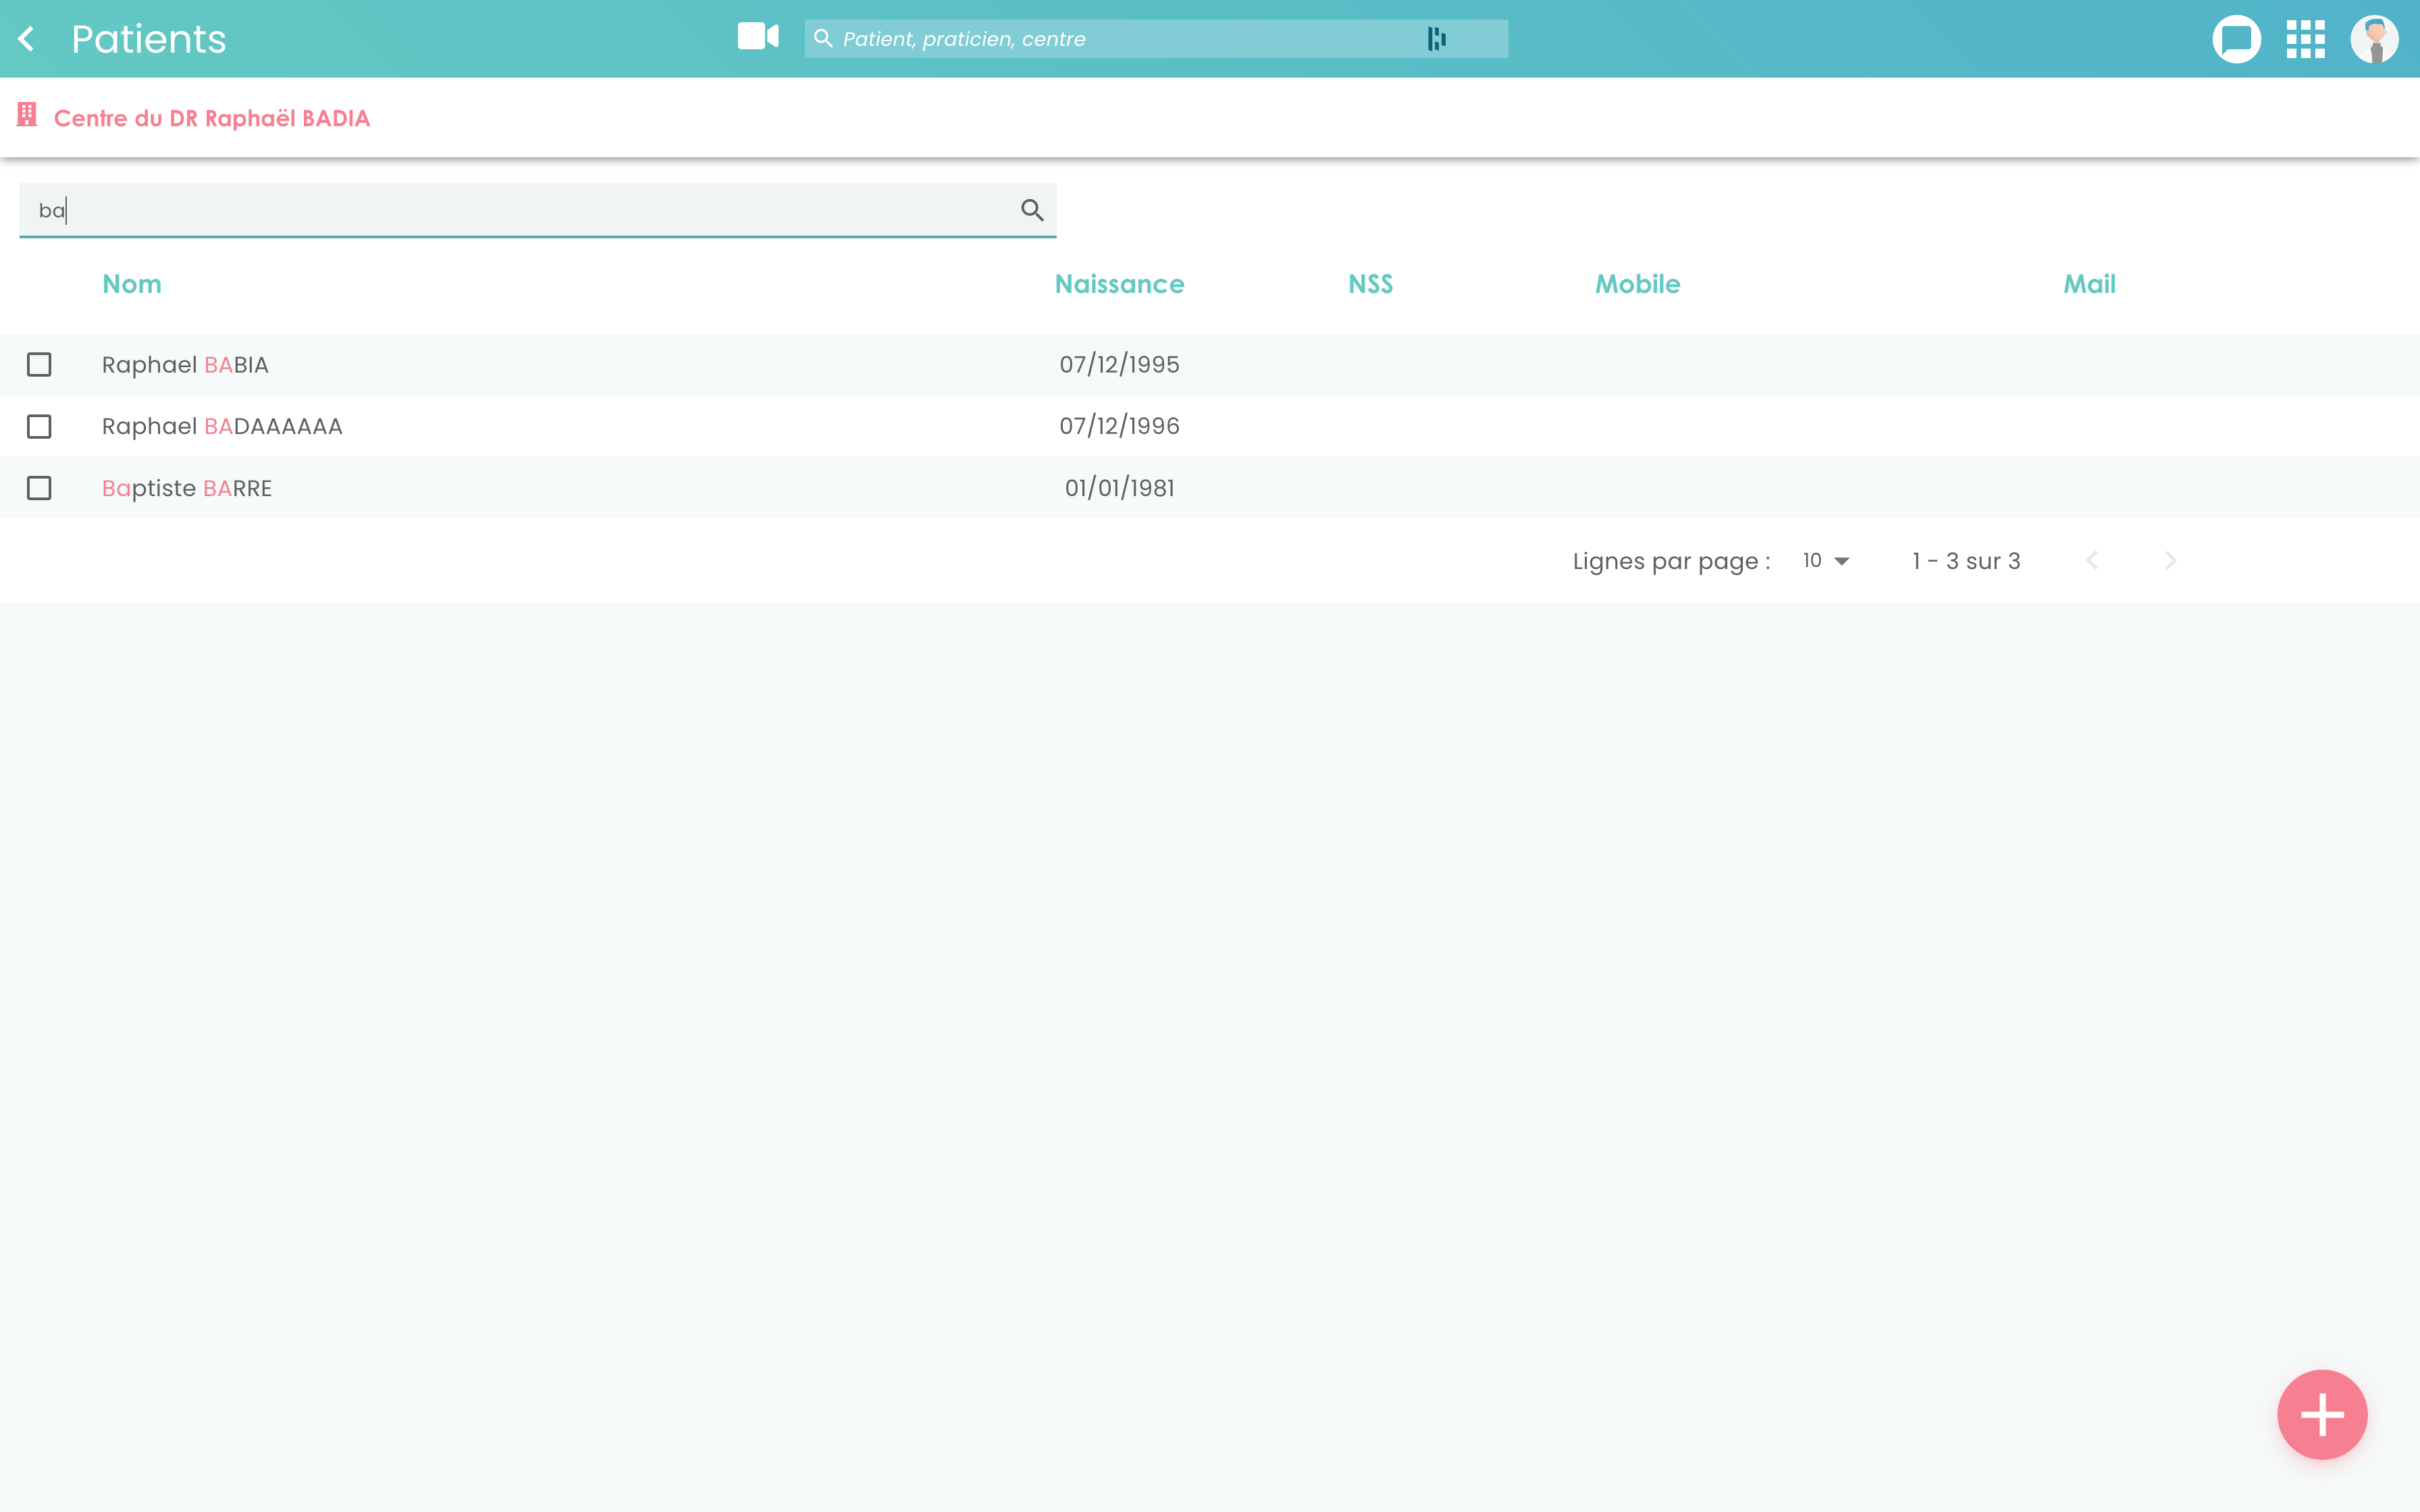 Patients
Patient, praticien, centre
Centre du DR Raphaël BADIA
ba
Nom Naissance NSS Mobile Mail
Raphael BABIA 07/12/1995
Raphael BADAAAAAA 07/12/1996
Baptiste BARRE 01/01/1981
Lignes par page : 10 1 - 3 sur 3